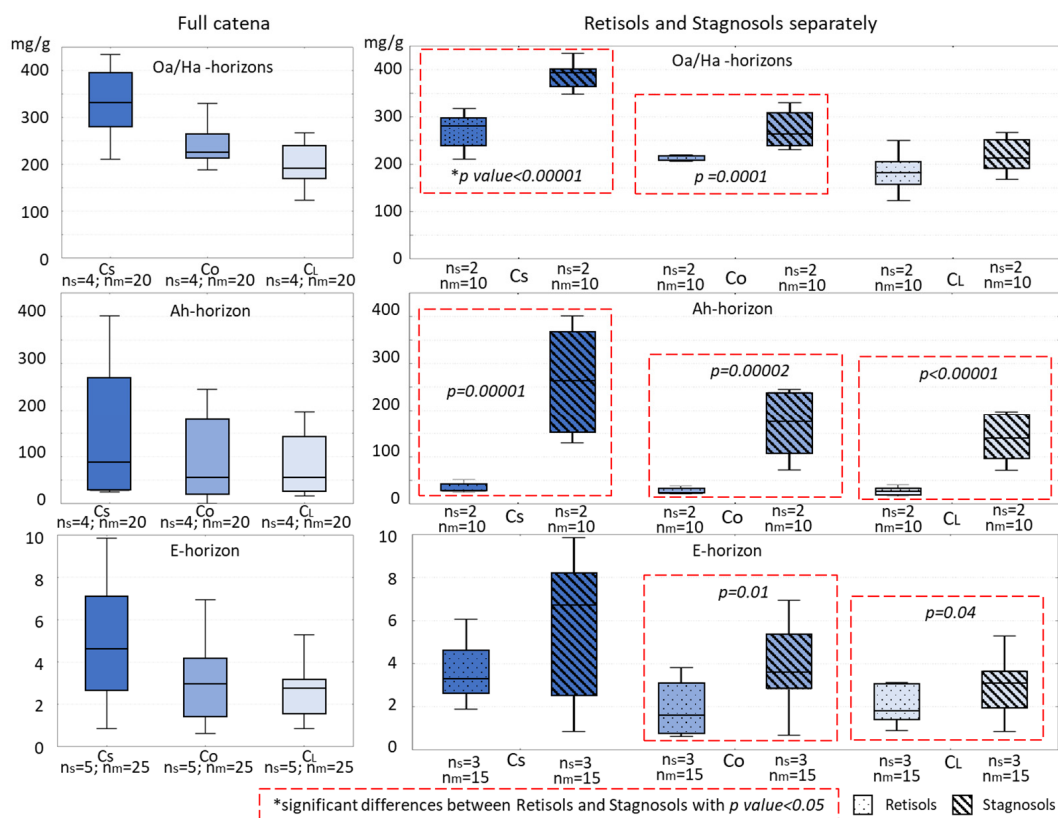 Full catena
Retisols and Stagnosols separately
mg/g
mg/g
Oa/Ha -horizons
Oa/Ha -horizons
400
300
200
100
0
400
300
200
100
0
*p value<0.00001
p =0.0001
Cs
Co
CL
ns=4; nm=20
ns=4; nm=20
ns=4; nm=20
ns=2
nm=10
Cs
ns=2
nm=10
ns=2
nm=10
Co
ns=2
nm=10
ns=2
nm=10
CL
ns=2
nm=10
Ah-horizon
Ah-horizon
400
300
200
100
0
400
300
200
100
0
p=0.00001
p=0.00002
p<0.00001
Cs
Co
CL
ns=4; nm=20
ns=4; nm=20
ns=4; nm=20
ns=2
nm=10
Cs
ns=2
nm=10
ns=2
nm=10
Co
ns=2
nm=10
ns=2
nm=10
CL
ns=2
nm=10
E-horizon
E-horizon
10
8
6
4
2
0
10
8
6
4
2
0
p=0.01
p=0.04
Cs
Co
CL
ns=5; nm=25
ns=5; nm=25
ns=5; nm=25
ns=3
nm=15
Cs
ns=3
nm=15
ns=3
nm=15
Co
ns=3
nm=15
ns=3
nm=15
CL
ns=3
nm=15
*significant differences between Retisols and Stagnosols with p value<0.05
Retisols
Stagnosols